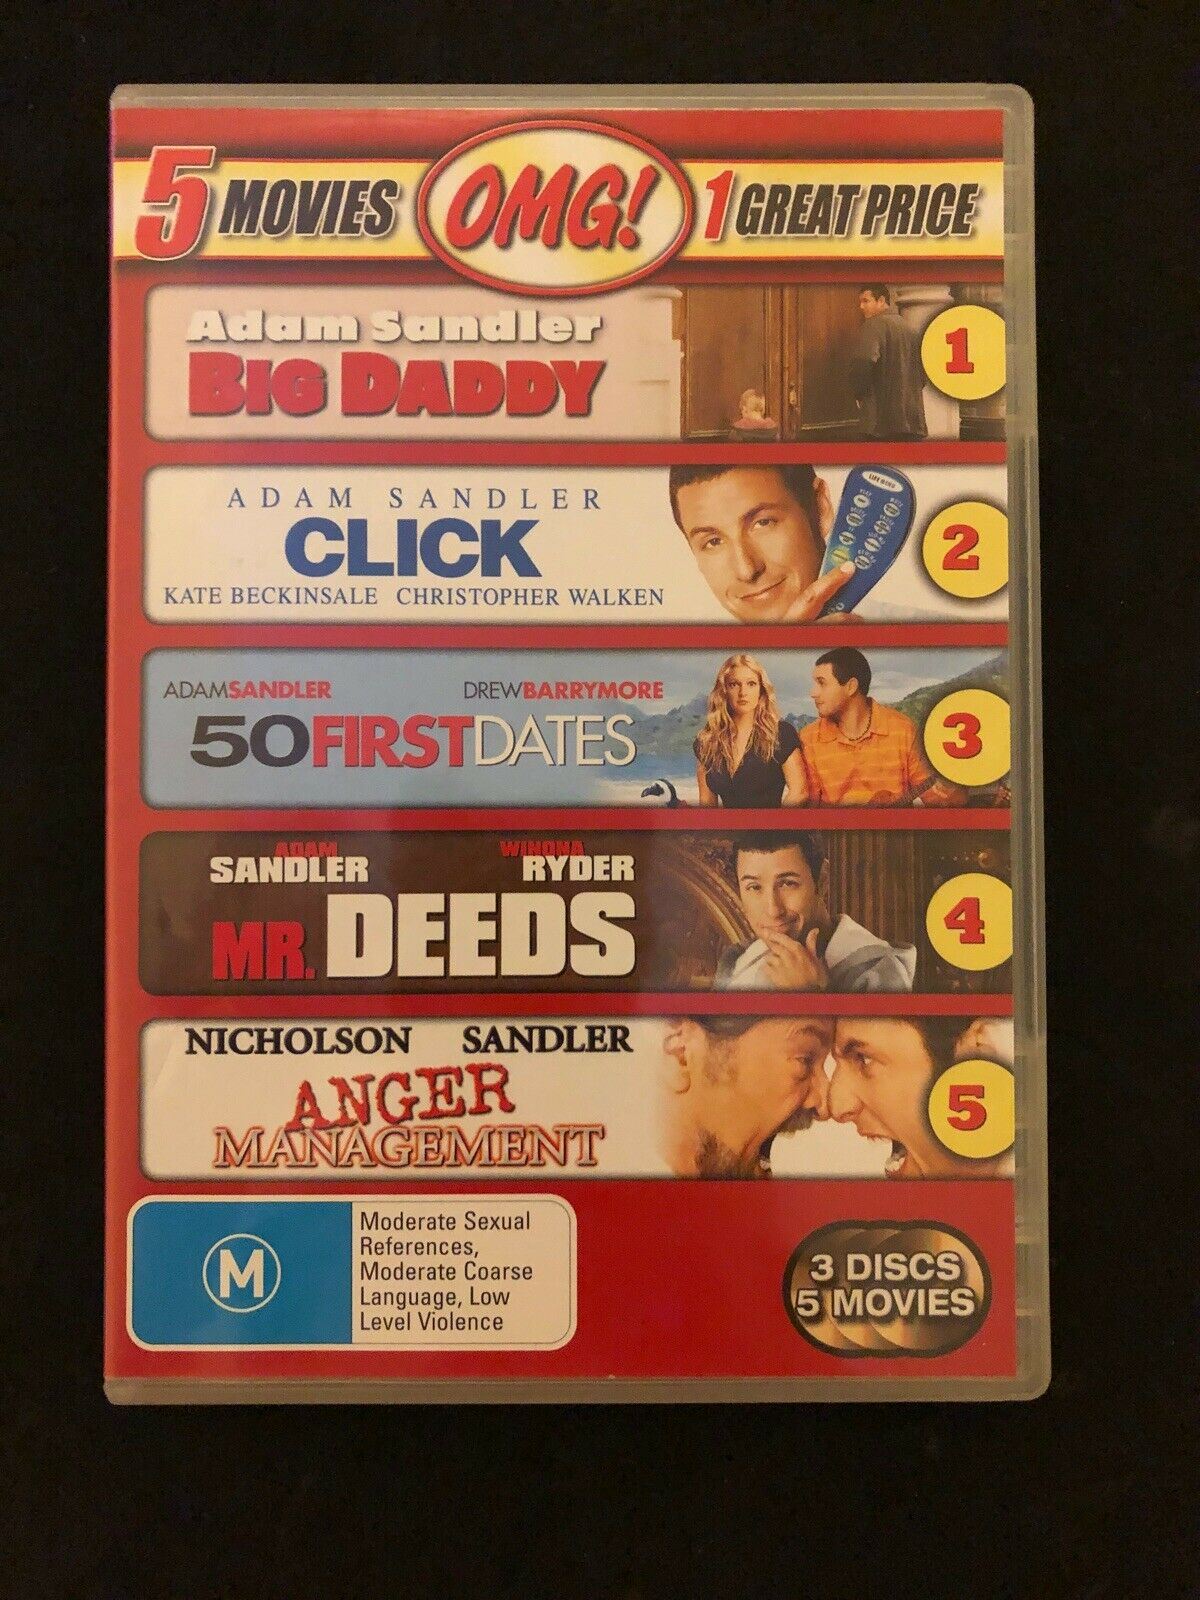 5 MOVIES OMG! 1 GREAT PRICE
Adam Sandler
BIG DADDY
1
ADAM SANDLER
CLICK
KATE BECKINSALE CHRISTOPHER WALKEN
2
ADAMSANDLER DREWBARRYMORE
50FIRSTDATES
3
ADAM WINONA
SANDLER RYDER
MR. DEEDS
4
NICHOLSON SANDLER
ANGER
MANAGEMENT
5
M
Moderate Sexual
References,
Moderate Coarse
Language, Low
Level Violence
3 DISCS
5 MOVIES